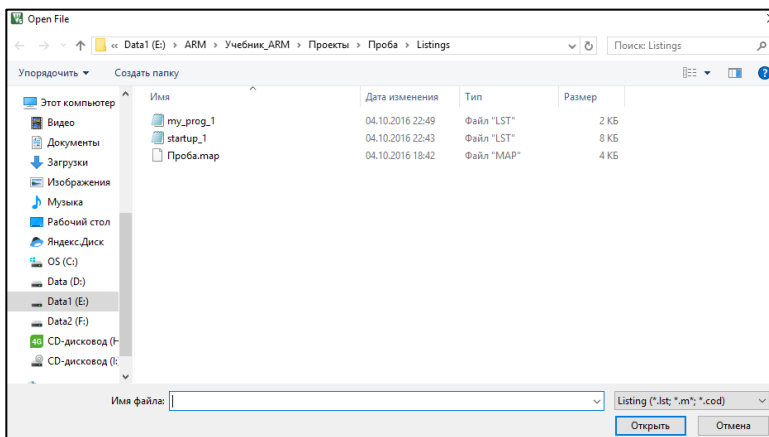 Open File
« Data1 (E:) > ARM > Учебник_ARM > Проекты > Проба > Listings
Поиск: Listings
Упорядочить Создать папку
Имя Дата изменения Тип Размер
Этот компьютер
Видео
Документы
Загрузки
Изображения
Музыка
Рабочий стол
Яндекс.Диск
OS (C:)
Data (D:)
Data1 (E:)
Data2 (F:)
4G CD-дисковод (H
CD-дисковод (I:
my_prog_1 04.10.2016 22:49 Файл "LST" 2 КБ
startup_1 04.10.2016 22:43 Файл "LST" 8 КБ
Проба.map 04.10.2016 18:42 Файл "MAP" 4 КБ
Имя файла:
Listing (*.lst; *.m*; *.cod)
Открыть Отмена